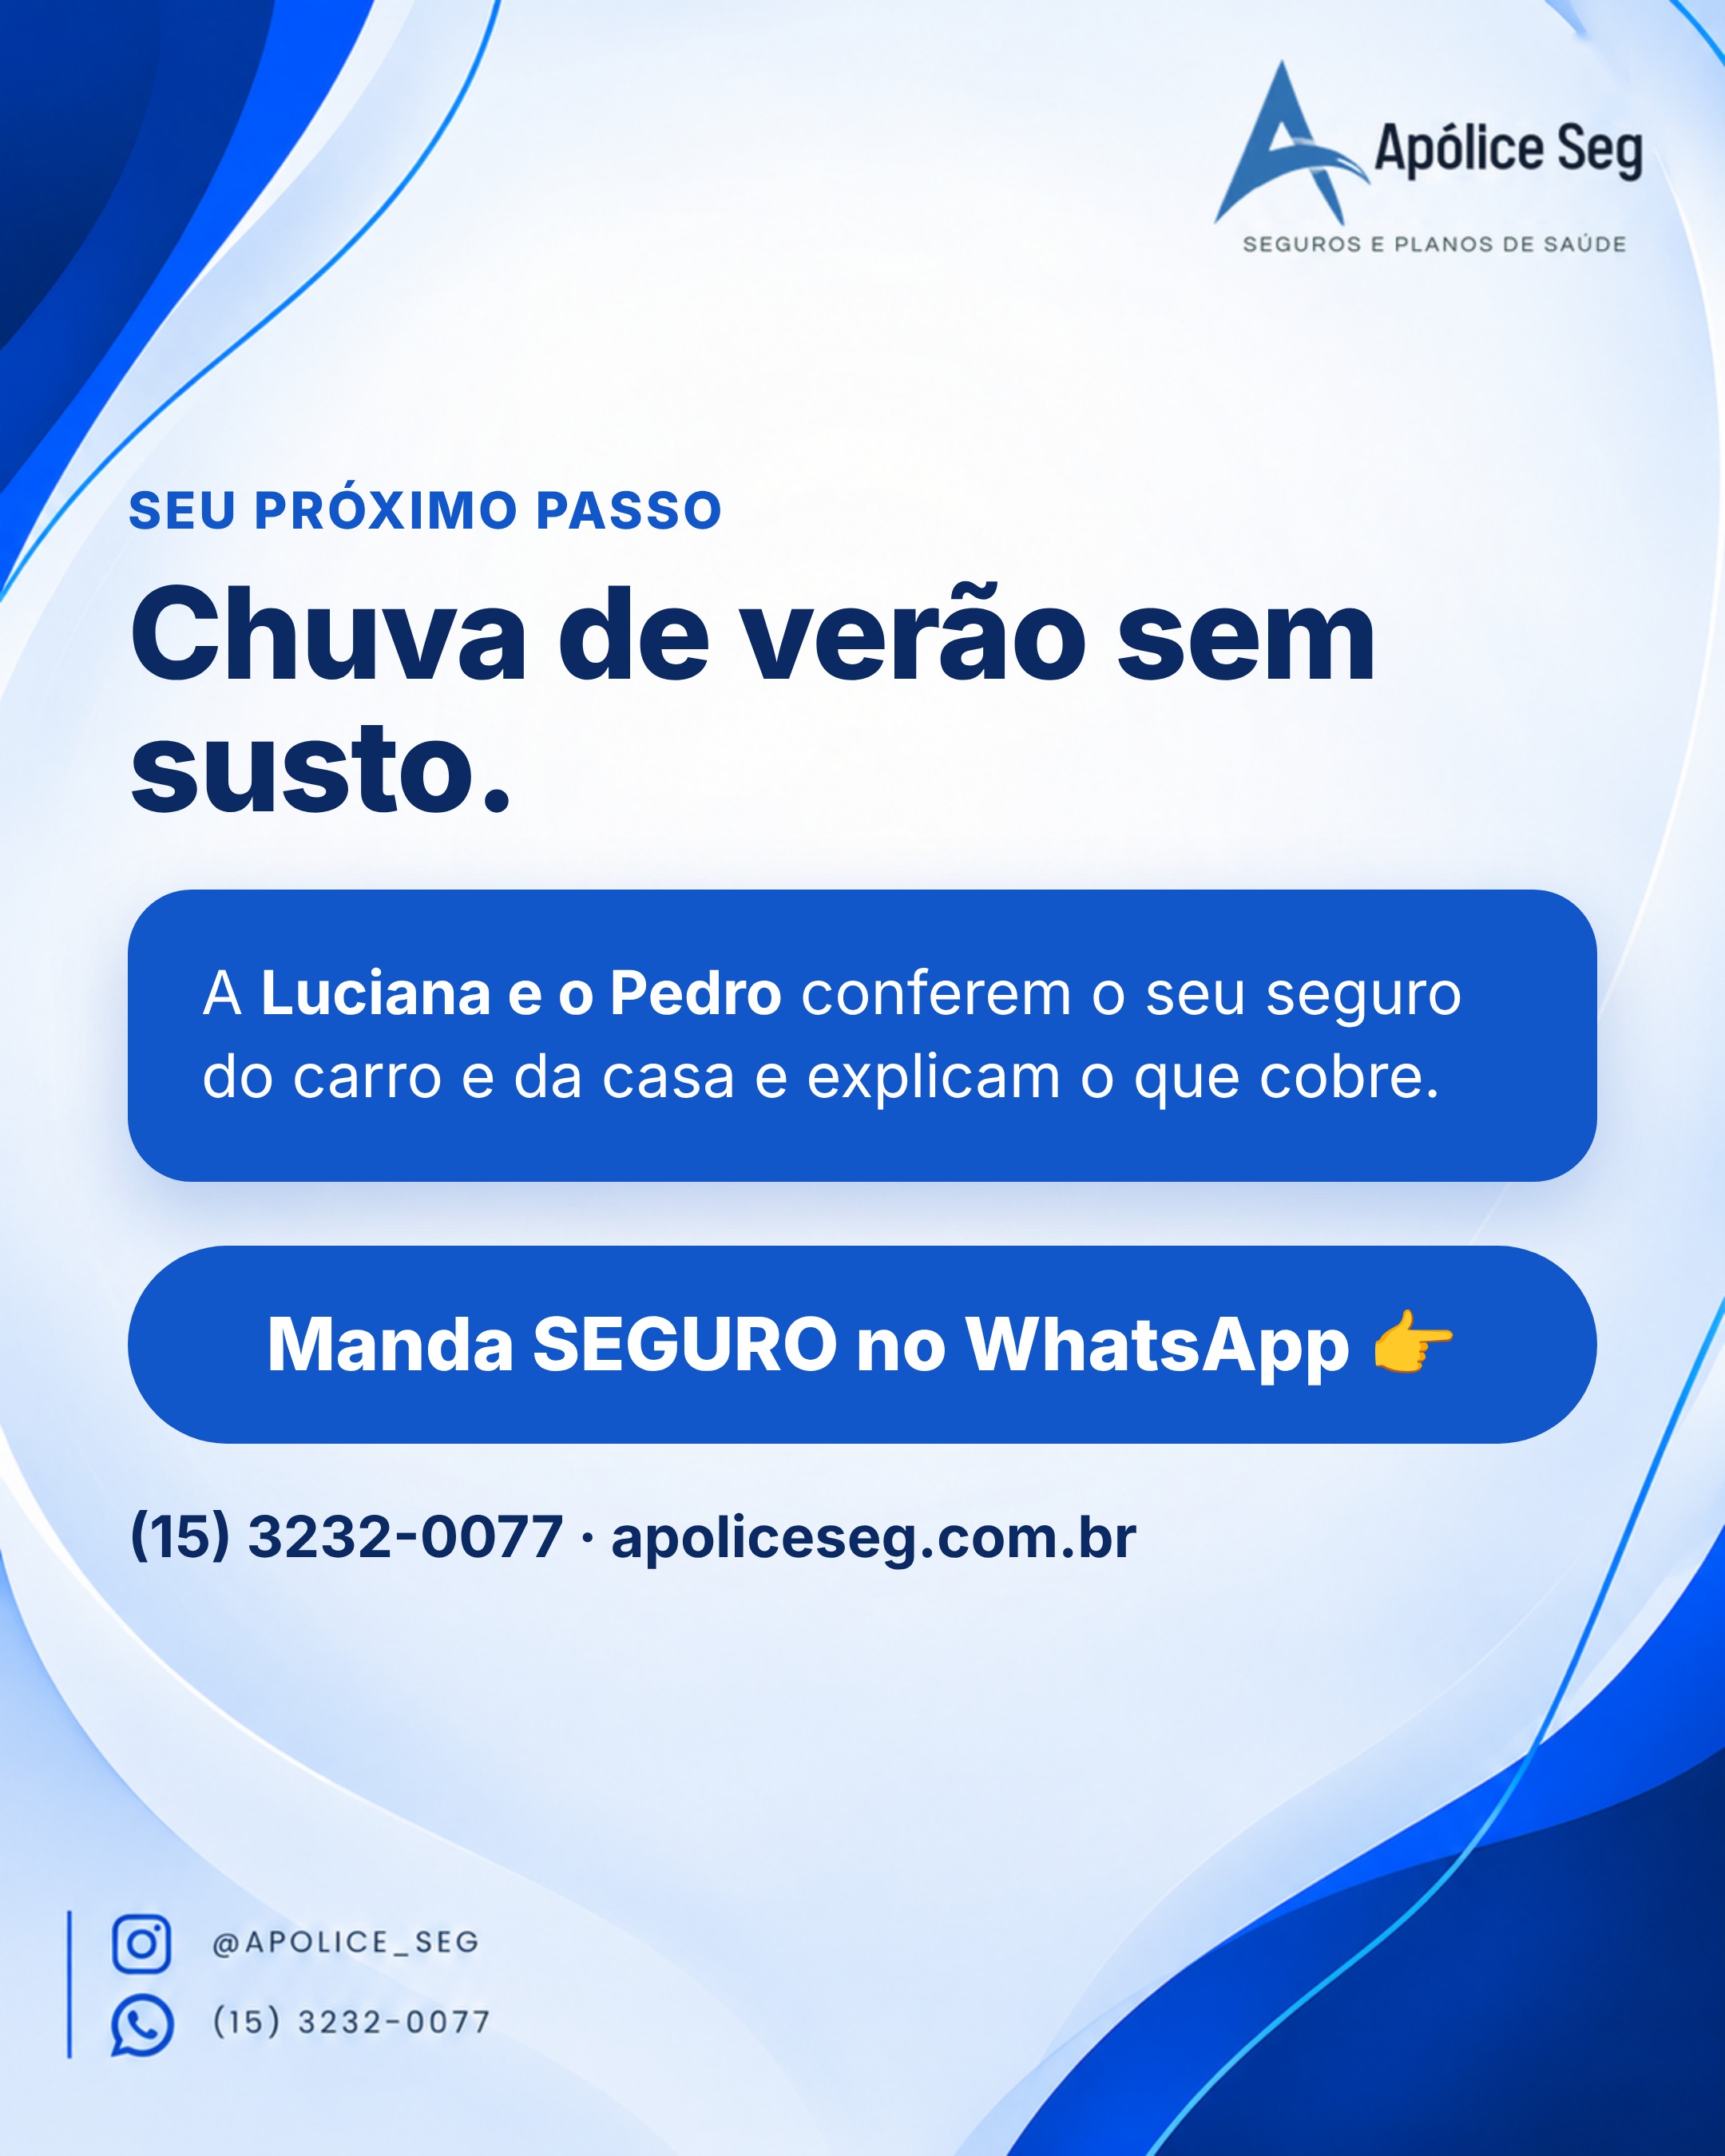 Apólice Seg
SEGUROS E PLANOS DE SAÚDE
SEU PRÓXIMO PASSO
Chuva de verão sem
susto.
A Luciana e o Pedro conferem o seu seguro
do carro e da casa e explicam o que cobre.
Manda SEGURO no WhatsApp 👉
(15) 3232-0077 · apoliceseg.com.br
@APOLICE_SEG
(15) 3232-0077